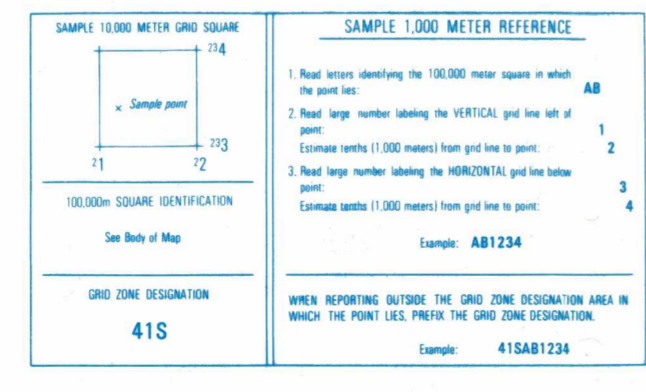 SAMPLE 10,000 METER GRID SQUARE
234
Sample point
233
21
22
100,000m SQUARE IDENTIFICATION
See Body of Map
GRID ZONE DESIGNATION
41S
SAMPLE 1,000 METER REFERENCE
1. Read letters identifying the 100,000 meter square in which
the point lies: AB
2. Read large number labeling the VERTICAL grid line left of
point: 1
Estimate tenths (1,000 meters) from grid line to point: 2
3. Read large number labeling the HORIZONTAL grid line below
point: 3
Estimate tenths (1,000 meters) from grid line to point: 4
Example: AB1234
WHEN REPORTING OUTSIDE THE GRID ZONE DESIGNATION AREA IN
WHICH THE POINT LIES, PREFIX THE GRID ZONE DESIGNATION.
Example: 41SAB1234